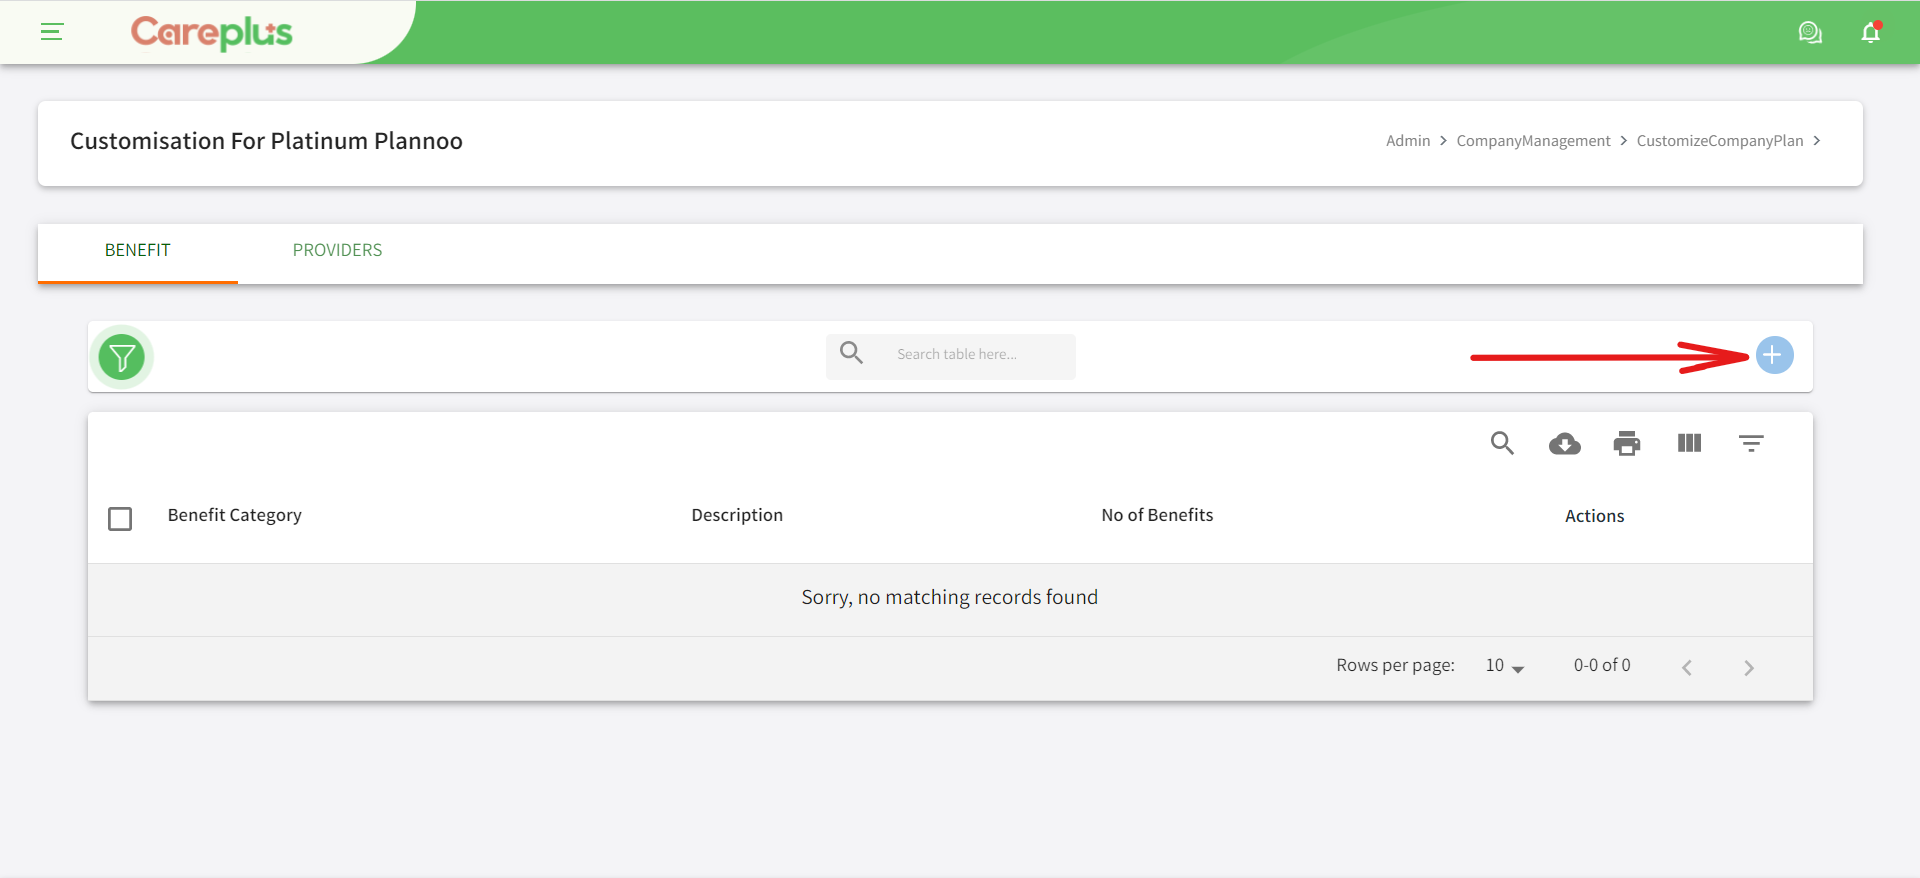 Careplus
Customisation For Platinum Plannoo
Admin > CompanyManagement > CustomizeCompanyPlan >
BENEFIT PROVIDERS
Search table here...
Benefit Category Description No of Benefits Actions
Sorry, no matching records found
Rows per page: 10 0-0 of 0